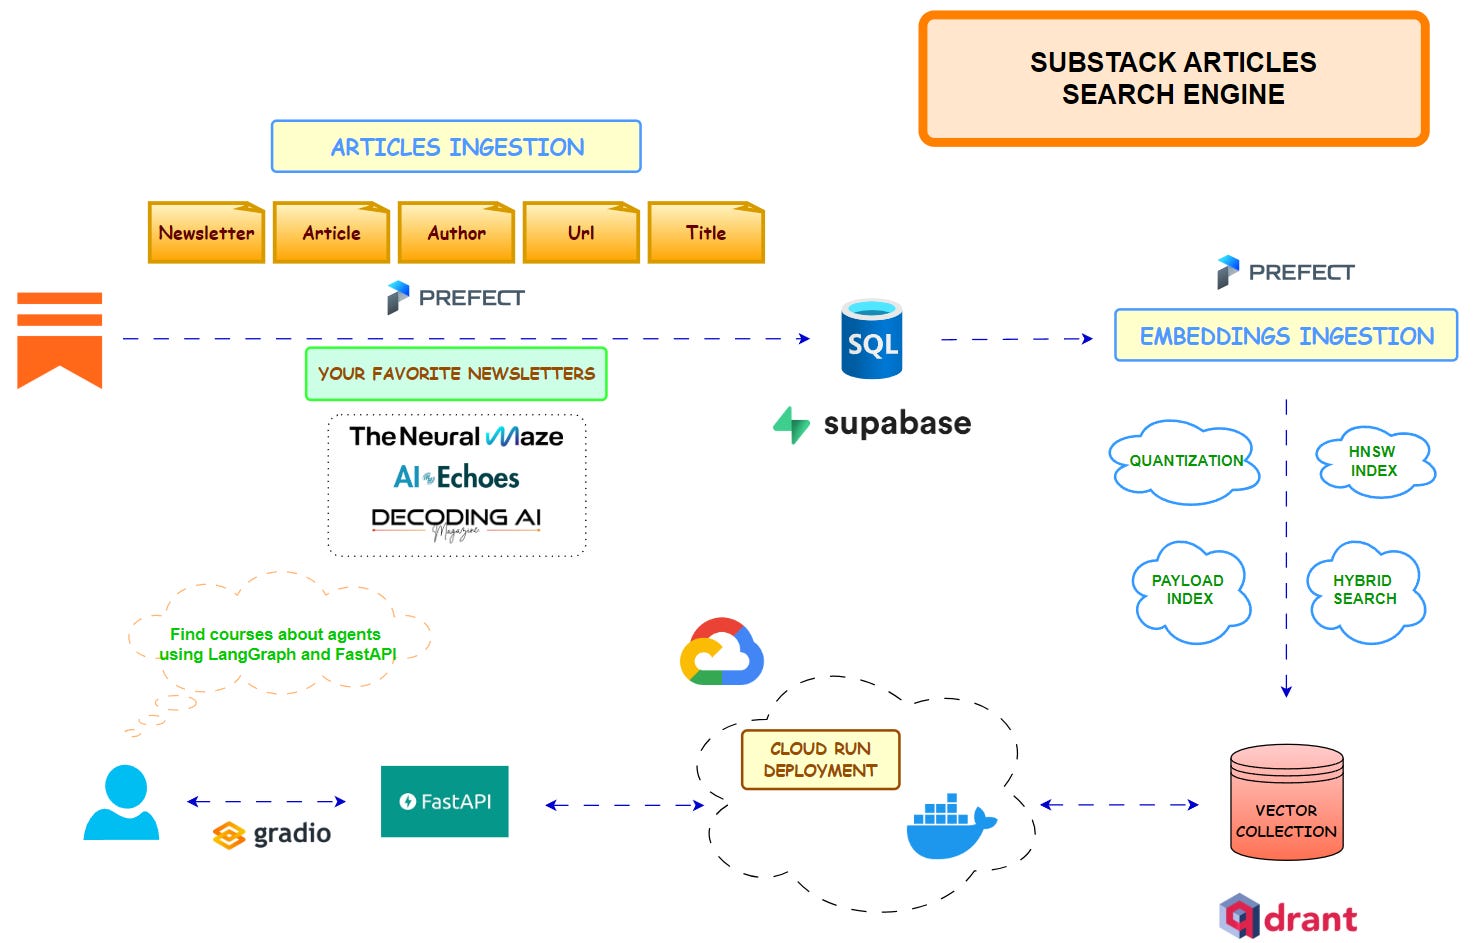 SUBSTACK ARTICLES
SEARCH ENGINE
ARTICLES INGESTION
Newsletter
Article
Author
Url
Title
PREFECT
YOUR FAVORITE NEWSLETTERS
The Neural Maze
AI Echoes
DECODING AI
Magazine
SQL
supabase
PREFECT
EMBEDDINGS INGESTION
QUANTIZATION
HNSW
INDEX
PAYLOAD
INDEX
HYBRID
SEARCH
Find courses about agents
using LangGraph and FastAPI
gradio
FastAPI
CLOUD RUN
DEPLOYMENT
VECTOR
COLLECTION
qdrant